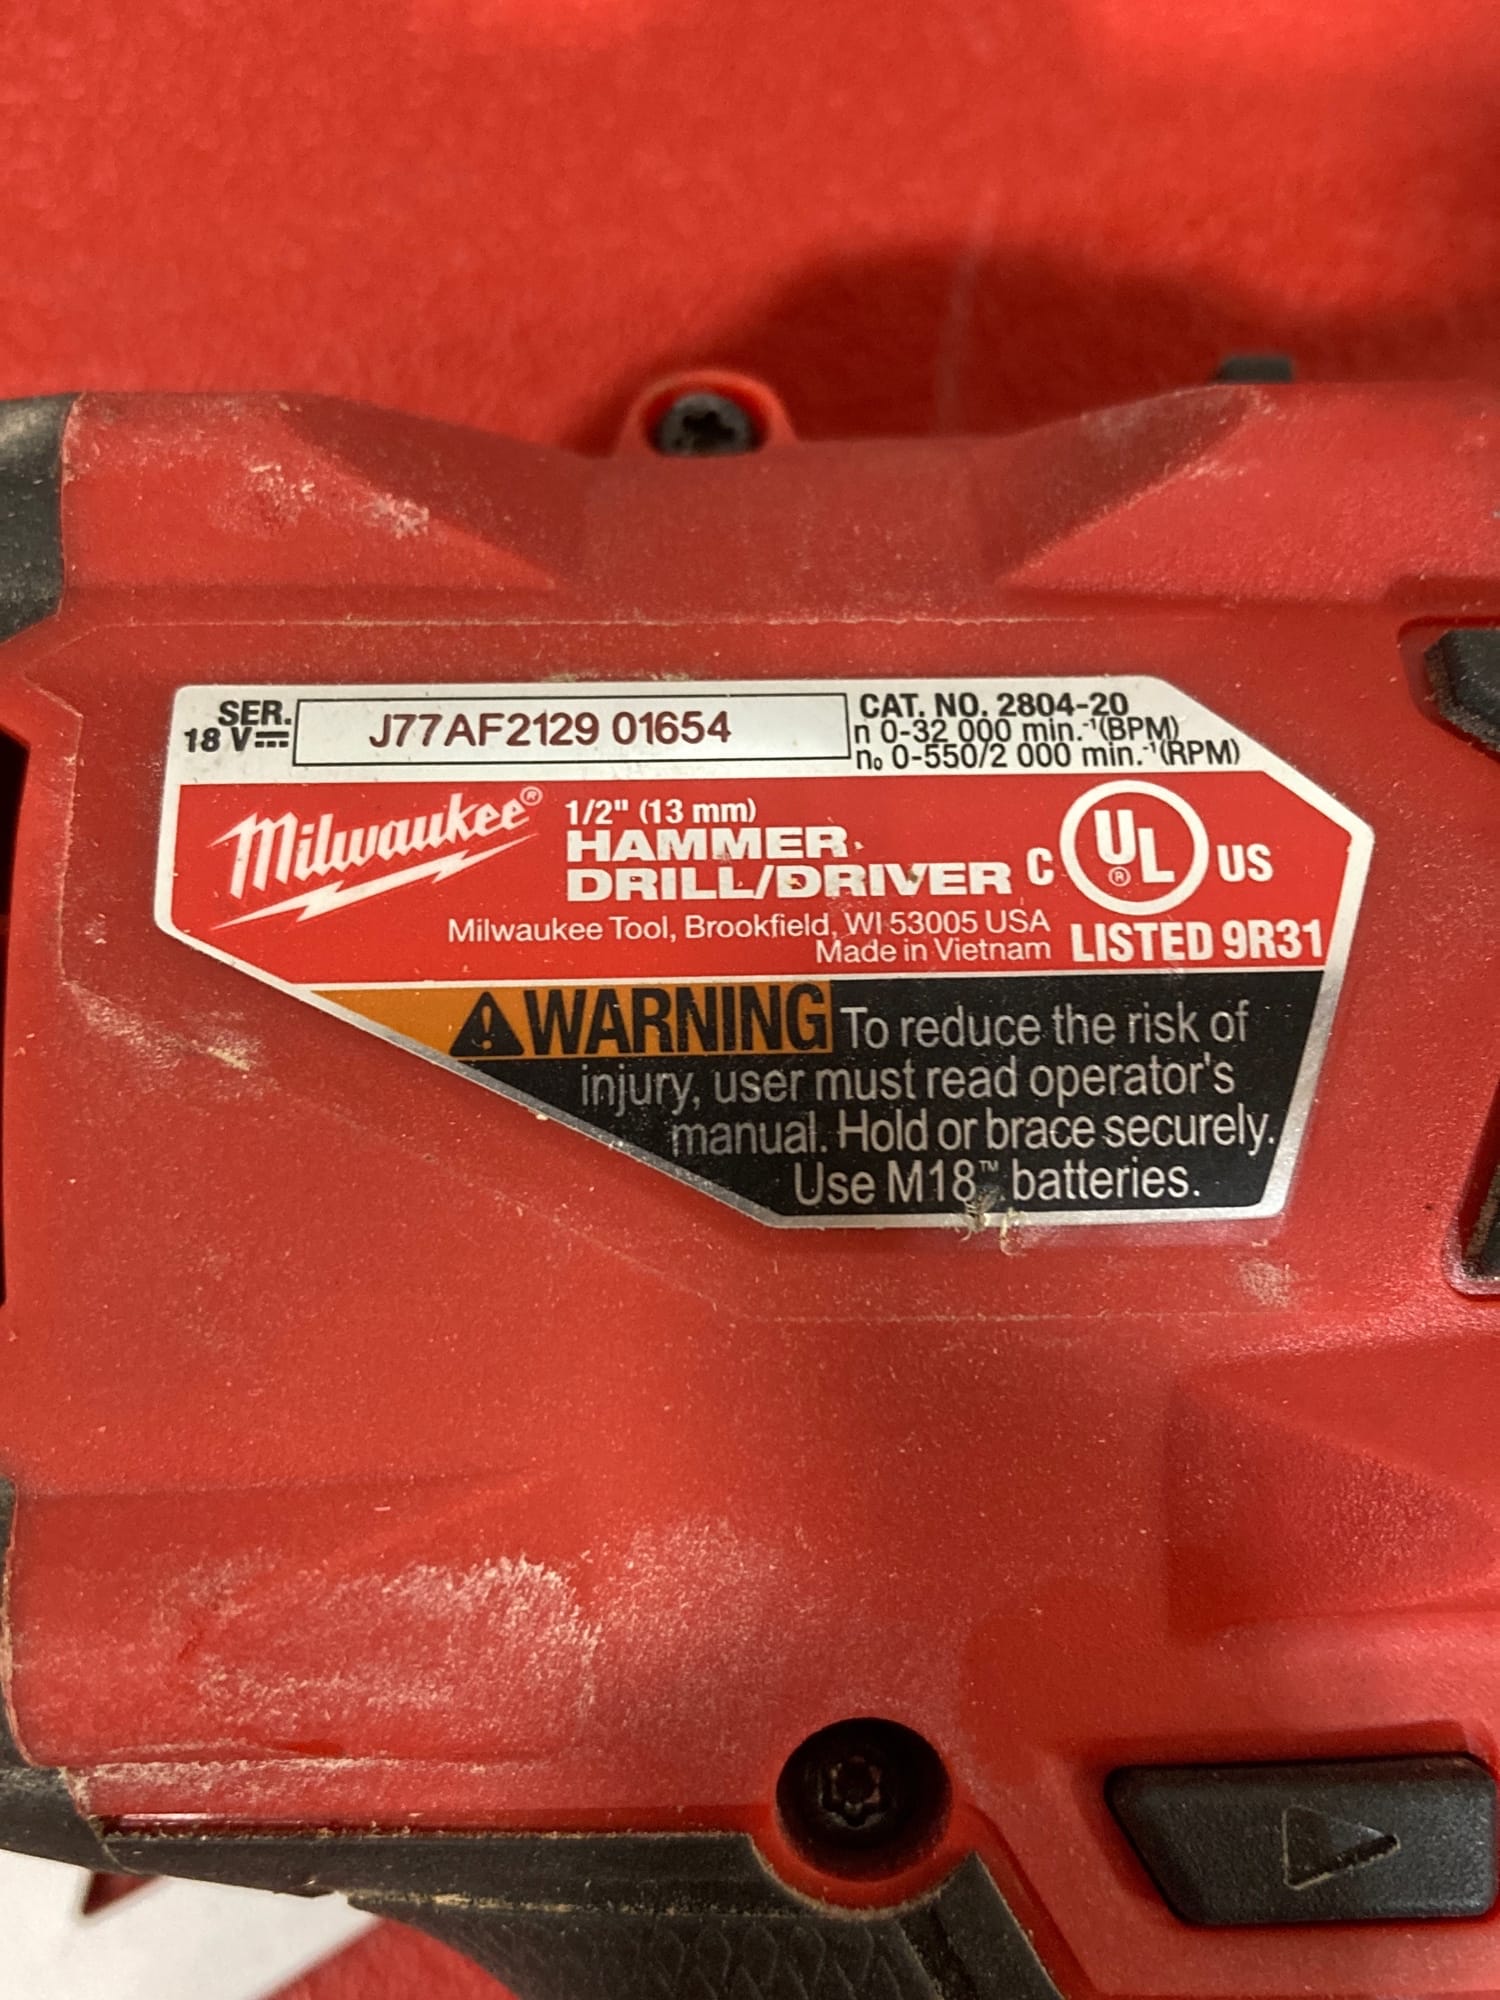 SER. J77AF2129 01654
18 V
CAT. NO. 2804-20
n 0-32 000 min.⁻¹(BPM)
n₀ 0-550/2 000 min.⁻¹(RPM)
Milwaukee®
1/2" (13 mm)
HAMMER
DRILL/DRIVER
C UL® US
Milwaukee Tool, Brookfield, WI 53005 USA
Made in Vietnam
LISTED 9R31
WARNING To reduce the risk of
injury, user must read operator's
manual. Hold or brace securely.
Use M18™ batteries.